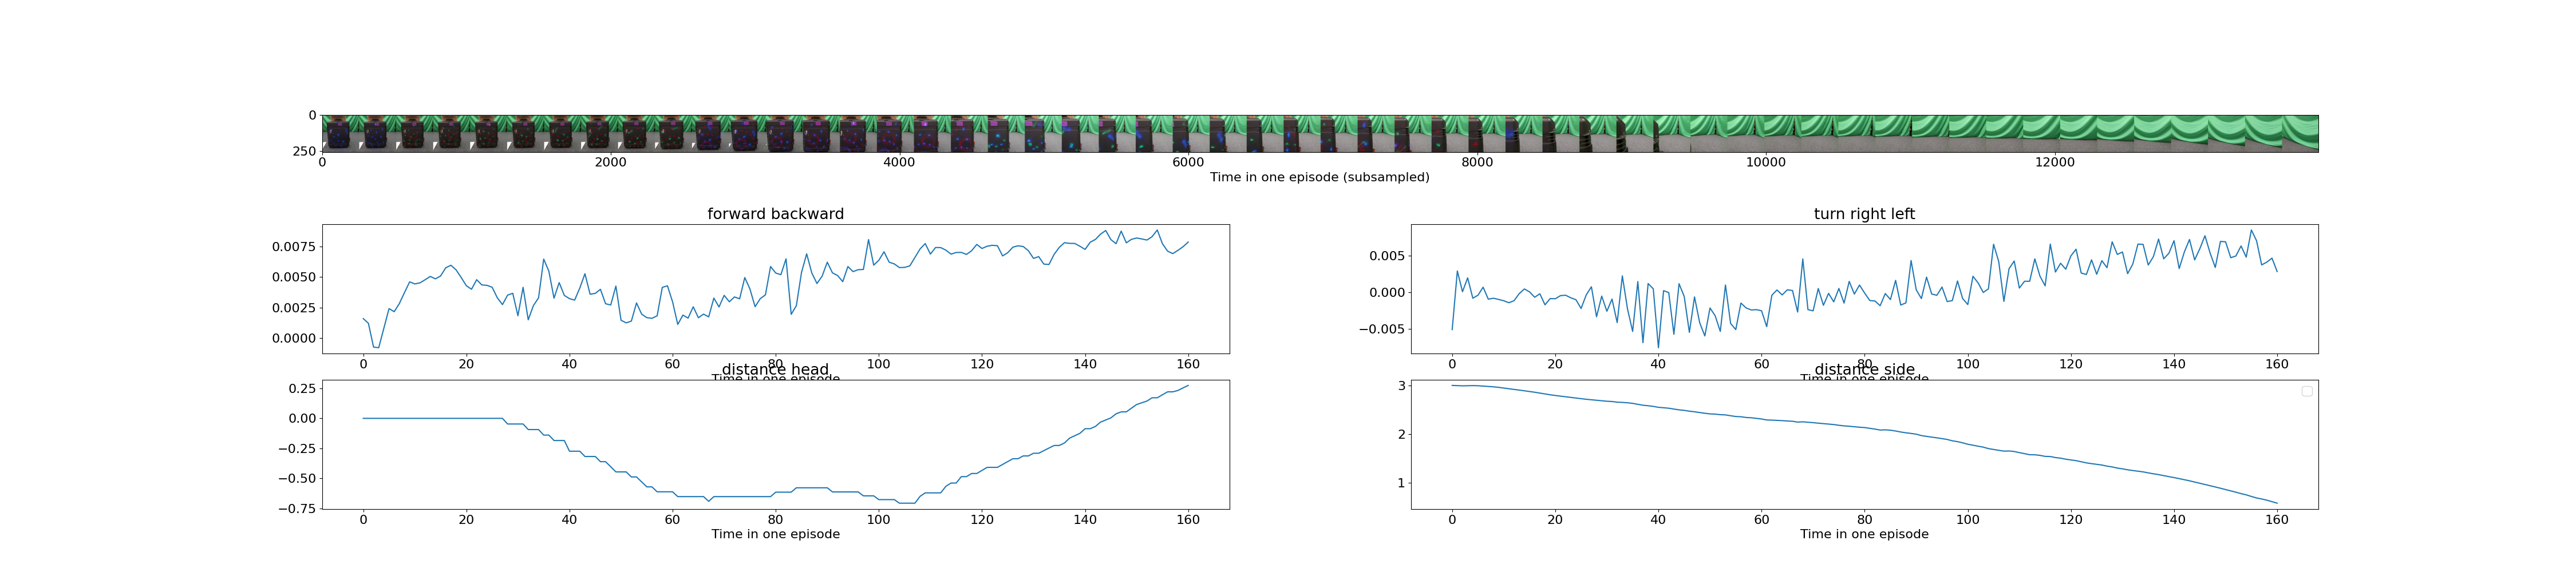 0
250
0 2000 4000 6000 8000 10000 12000
Time in one episode (subsampled)
forward backward
0.0075
0.0050
0.0025
0.0000
0 20 40 60 80 100 120 140 160
Time in one episode
turn right left
0.005
0.000
−0.005
0 20 40 60 80 100 120 140 160
Time in one episode
distance head
0.25
0.00
−0.25
−0.50
−0.75
0 20 40 60 80 100 120 140 160
Time in one episode
distance side
3
2
1
0 20 40 60 80 100 120 140 160
Time in one episode